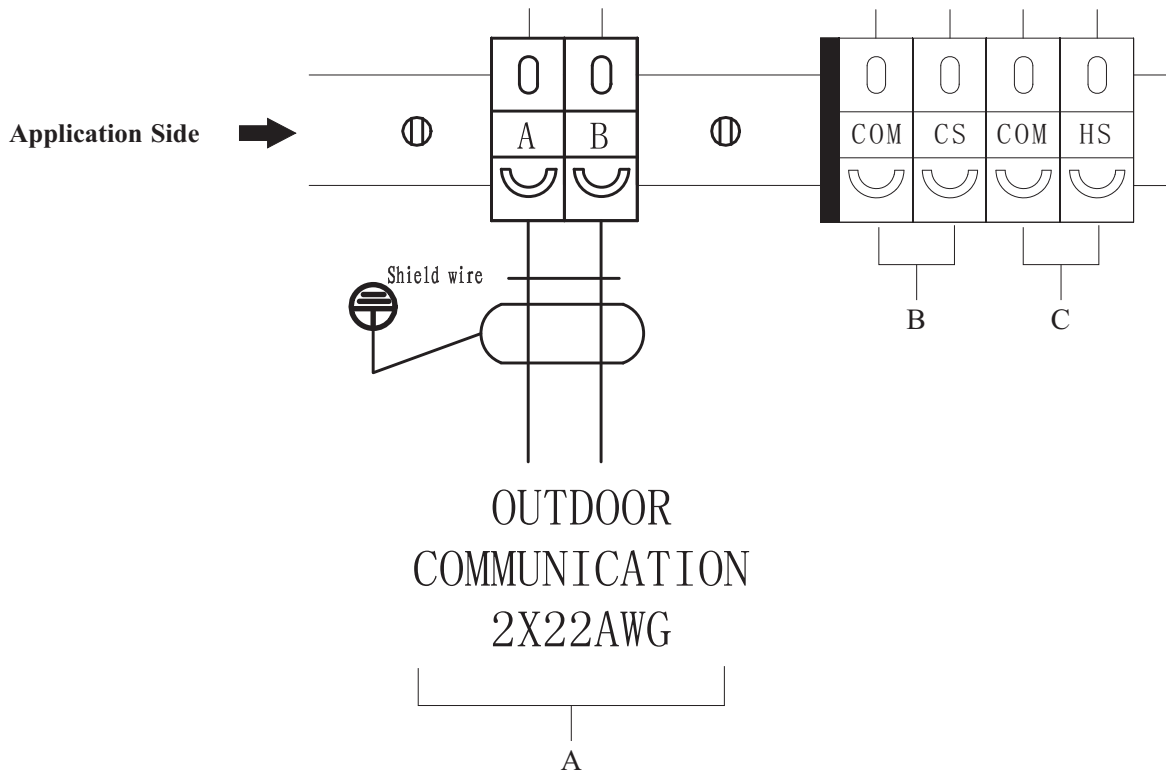 Application Side
A B
COM CS COM HS
Shield wire
B C
OUTDOOR
COMMUNICATION
2X22AWG
A